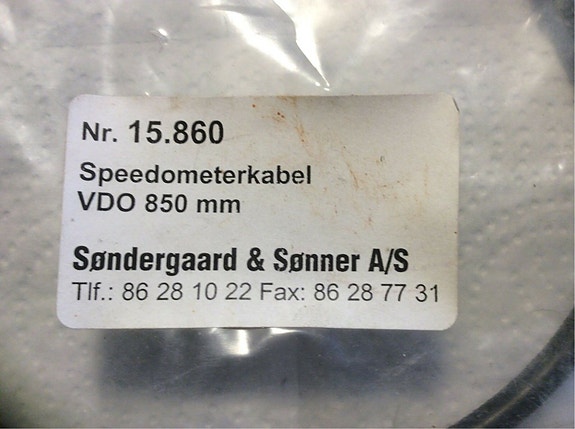 Nr. 15.860
Speedometerkabel
VDO 850 mm
Søndergaard & Sønner A/S
Tlf.: 86 28 10 22 Fax: 86 28 77 31